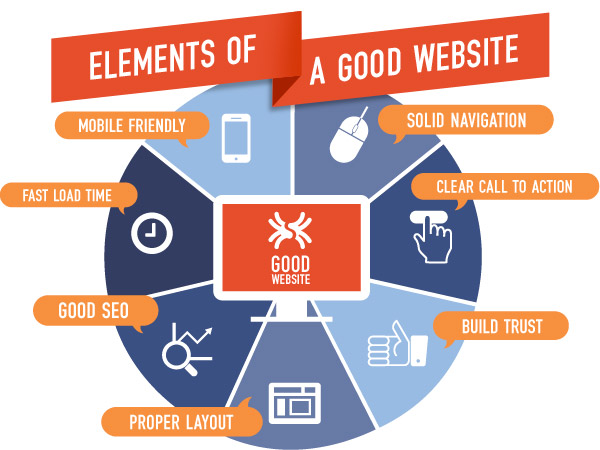 ELEMENTS OF
A GOOD WEBSITE
MOBILE FRIENDLY
SOLID NAVIGATION
FAST LOAD TIME
CLEAR CALL TO ACTION
GOOD
WEBSITE
GOOD SEO
BUILD TRUST
PROPER LAYOUT